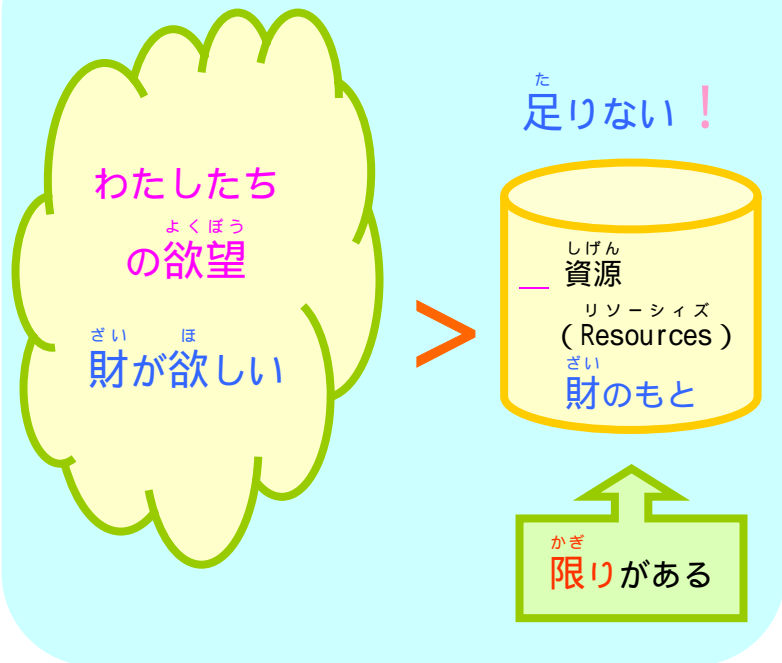 わたしたち
よくぼう
の欲望
ざい ほ
財が欲しい
>
た
足りない!
しげん
_ 資源
リソーシィズ
(Resources)
ざい
財のもと
かぎ
限りがある